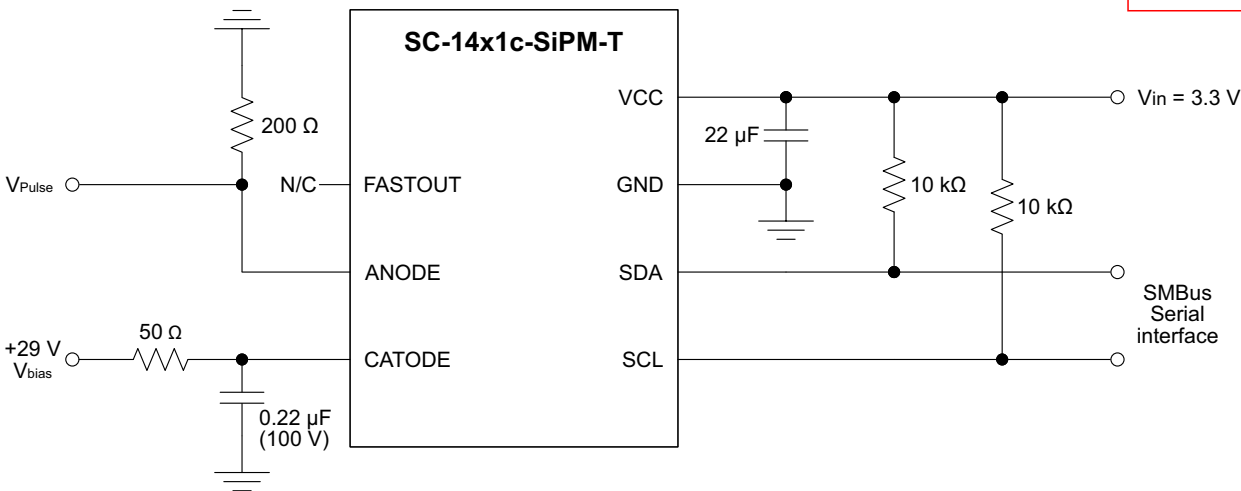 SC-14x1c-SiPM-T
200 Ω
VPulse
N/C
FASTOUT
ANODE
50 Ω
+29 V
Vbias
CATODE
0.22 µF
(100 V)
VCC
GND
SDA
SCL
22 µF
10 kΩ
10 kΩ
Vin = 3.3 V
SMBus
Serial
interface